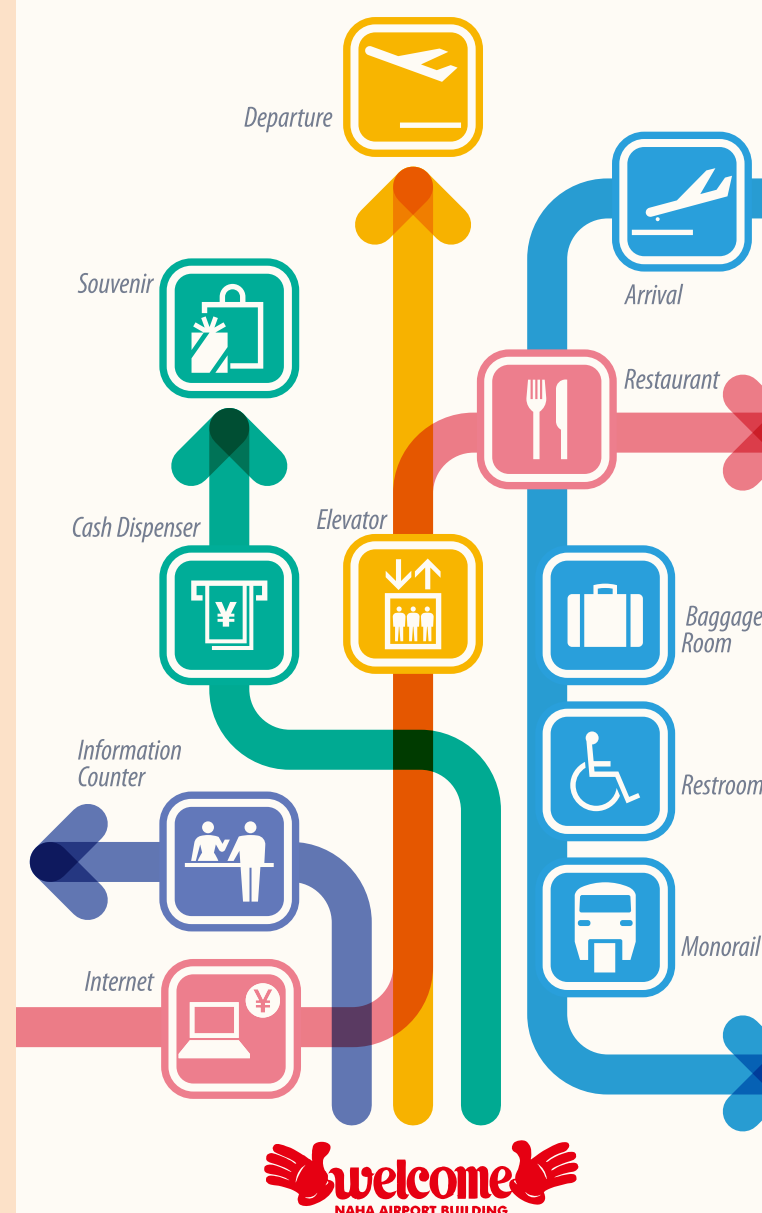 Departure
Souvenir
Arrival
Restaurant
Cash Dispenser
Elevator
¥
Baggage
Room
Information
Counter
Restroom
Monorail
Internet
¥
welcome
NAHA AIRPORT BUILDING